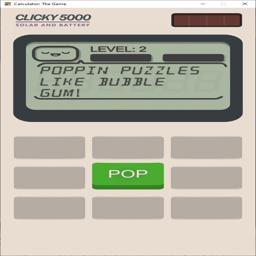 Calculator: The Game
CLICKY 5000
SOLAR AND BATTERY
LEVEL: 2
POPPIN PUZZLES
LIKE BUBBLE
GUM!
POP